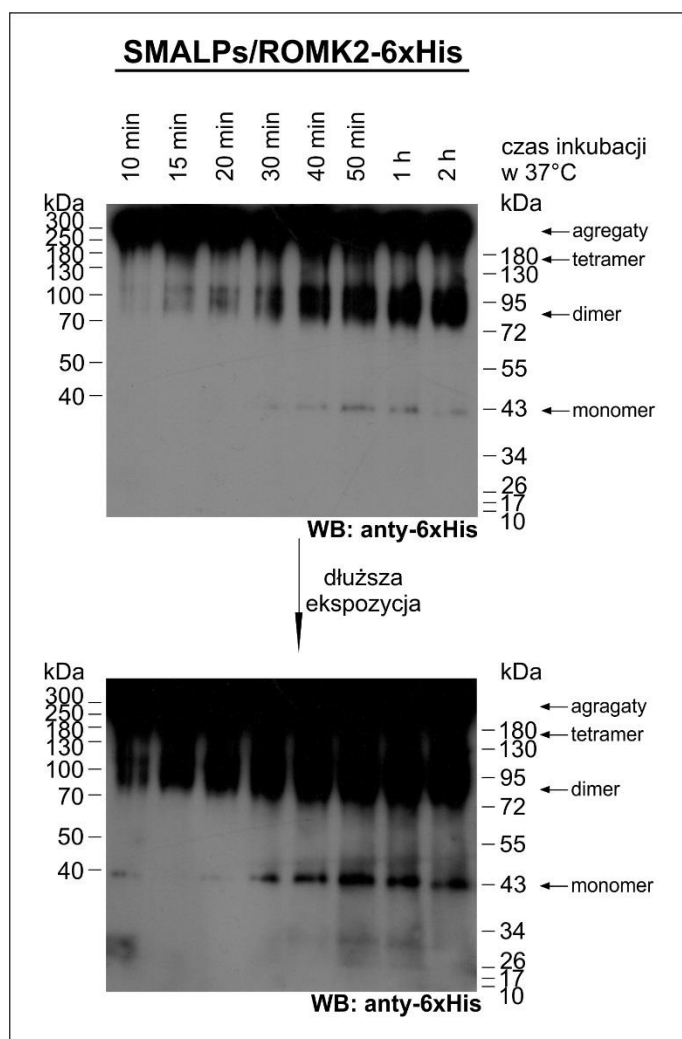 SMALPs/ROMK2-6xHis
10 min
15 min
20 min
30 min
40 min
50 min
1 h
2 h
czas inkubacji
w 37°C
kDa
300
250
180
130
100
70
50
40
kDa
180
130
95
72
55
43
34
26
17
10
agregaty
tetramer
dimer
monomer
WB: anty-6xHis
dłuższa
ekspozycja
kDa
300
250
180
130
100
70
50
40
kDa
180
130
95
72
55
43
34
26
17
10
agragaty
tetramer
dimer
monomer
WB: anty-6xHis